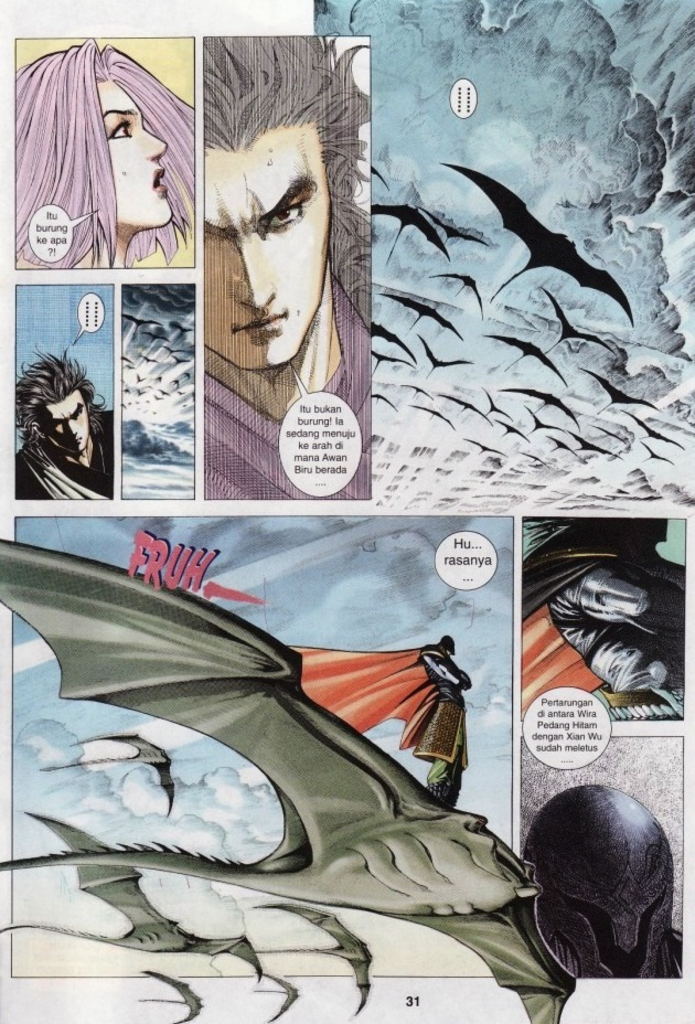 Itu
burung
ke apa
?!
Itu bukan
burung! Ia
sedang menuju
ke arah di
mana Awan
Biru berada
....
FRUH
Hu...
rasanya
...
Pertarungan
di antara Wira
Pedang Hitam
dengan Xian Wu
sudah meletus
.....
31